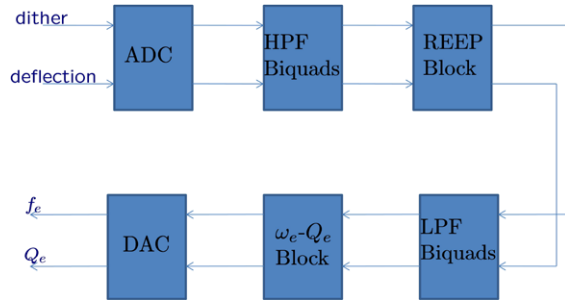 dither
deflection
ADC
HPF
Biquads
REEP
Block
f_e
Q_e
DAC
ω_e-Q_e
Block
LPF
Biquads